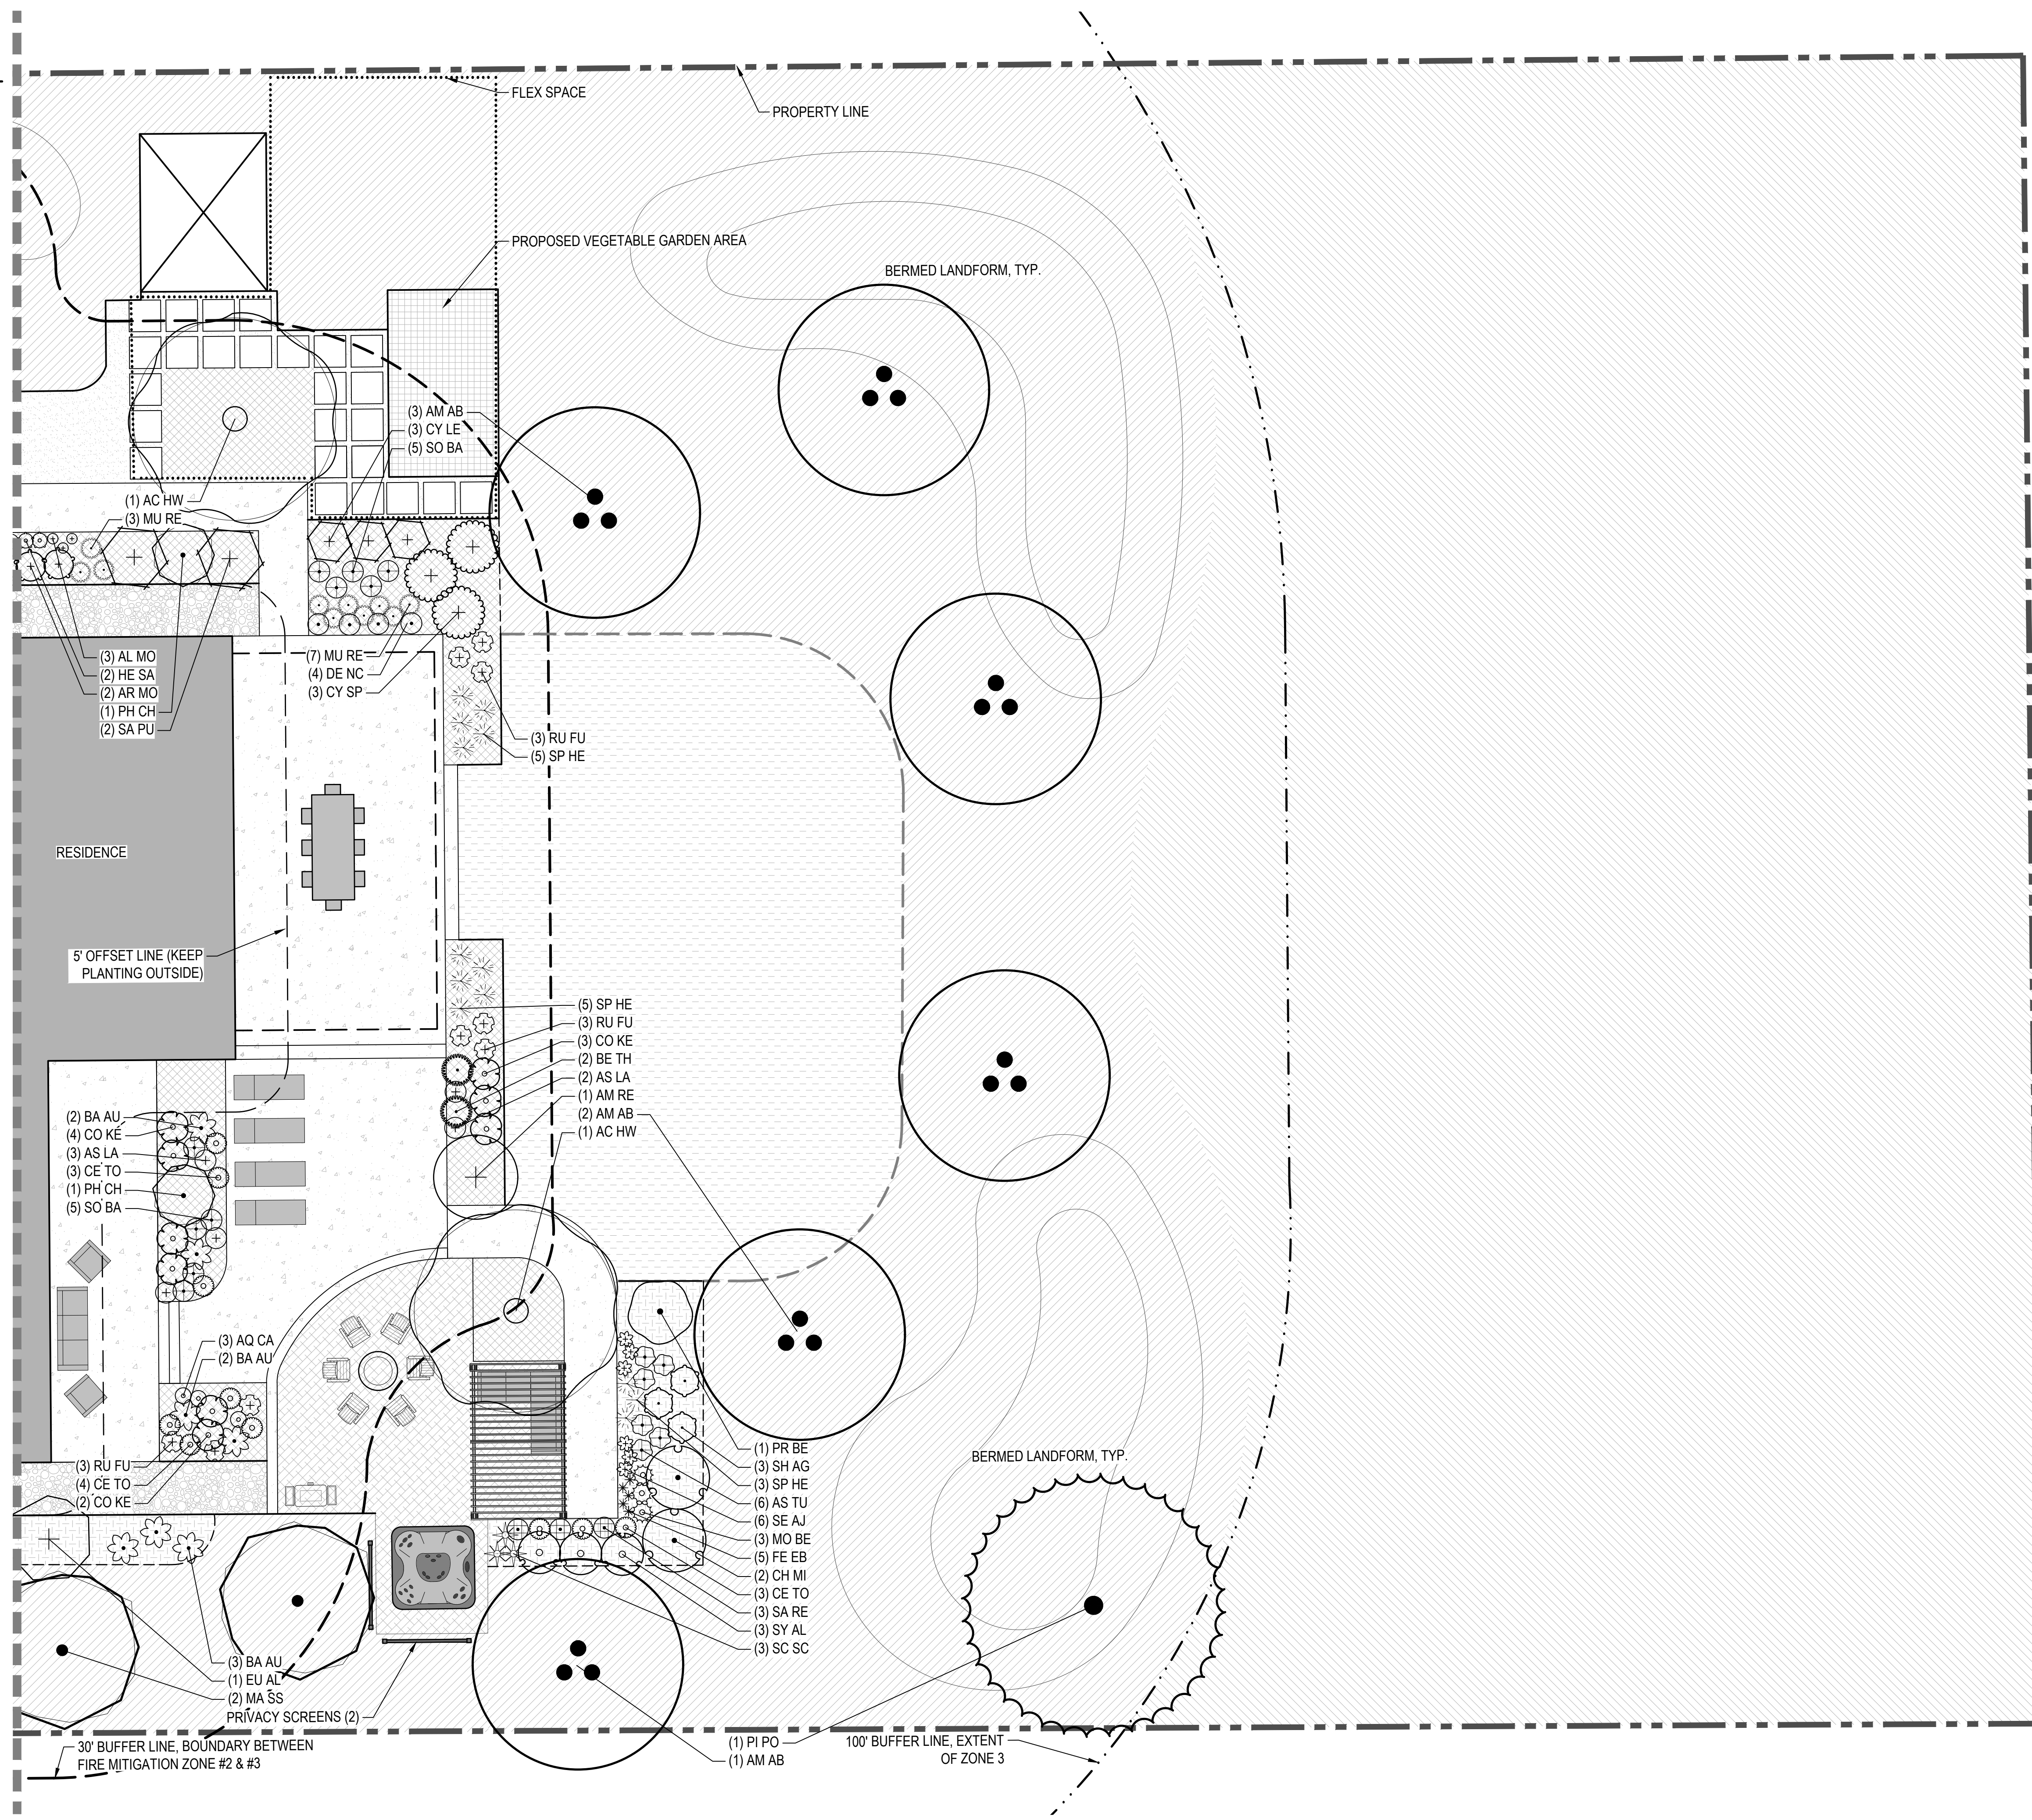 FLEX SPACE
PROPERTY LINE
PROPOSED VEGETABLE GARDEN AREA
BERMED LANDFORM, TYP.
(3) AM AB
(3) CY LE
(5) SO BA
(1) AC HW
(3) MU RE
(3) AL MO
(2) HE SA
(2) AR MO
(1) PH CH
(2) SA PU
(7) MU RE
(4) DE NC
(3) CY SP
(3) RU FU
(5) SP HE
RESIDENCE
5' OFFSET LINE (KEEP
PLANTING OUTSIDE)
(5) SP HE
(3) RU FU
(3) CO KE
(2) BE TH
(2) AS LA
(1) AM RE
(2) AM AB
(1) AC HW
(2) BA AU
(4) CO KE
(3) AS LA
(3) CE TO
(1) PH CH
(5) SO BA
(3) AQ CA
(2) BA AU
(3) RU FU
(4) CE TO
(2) CO KE
(1) PR BE
(3) SH AG
(3) SP HE
(6) AS TU
(6) SE AJ
(3) MO BE
(5) FE EB
(2) CH MI
(3) CE TO
(3) SA RE
(3) SY AL
(3) SC SC
BERMED LANDFORM, TYP.
(3) BA AU
(1) EU AL
(2) MA SS
PRIVACY SCREENS (2)
30' BUFFER LINE, BOUNDARY BETWEEN
FIRE MITIGATION ZONE #2 & #3
(1) PI PO
(1) AM AB
100' BUFFER LINE, EXTENT
OF ZONE 3